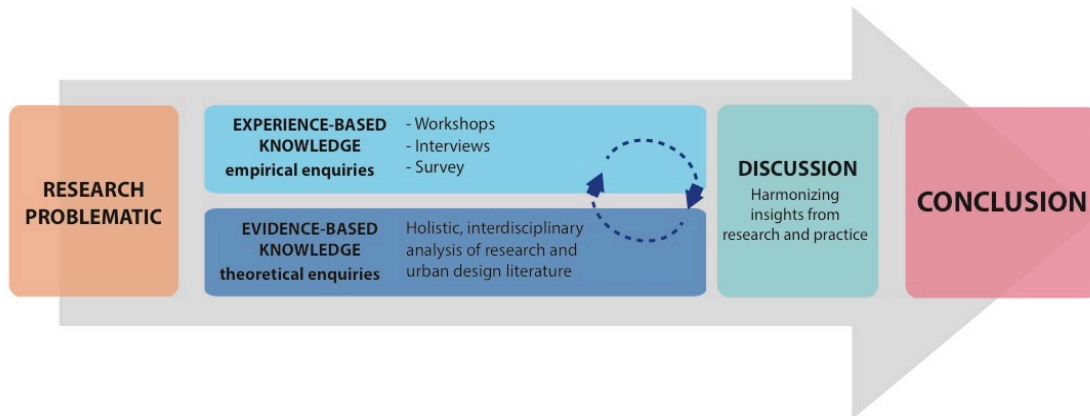 RESEARCH
PROBLEMATIC
EXPERIENCE-BASED
KNOWLEDGE
empirical enquiries
- Workshops
- Interviews
- Survey
EVIDENCE-BASED
KNOWLEDGE
theoretical enquiries
Holistic, interdisciplinary
analysis of research and
urban design literature
DISCUSSION
Harmonizing
insights from
research and practice
CONCLUSION